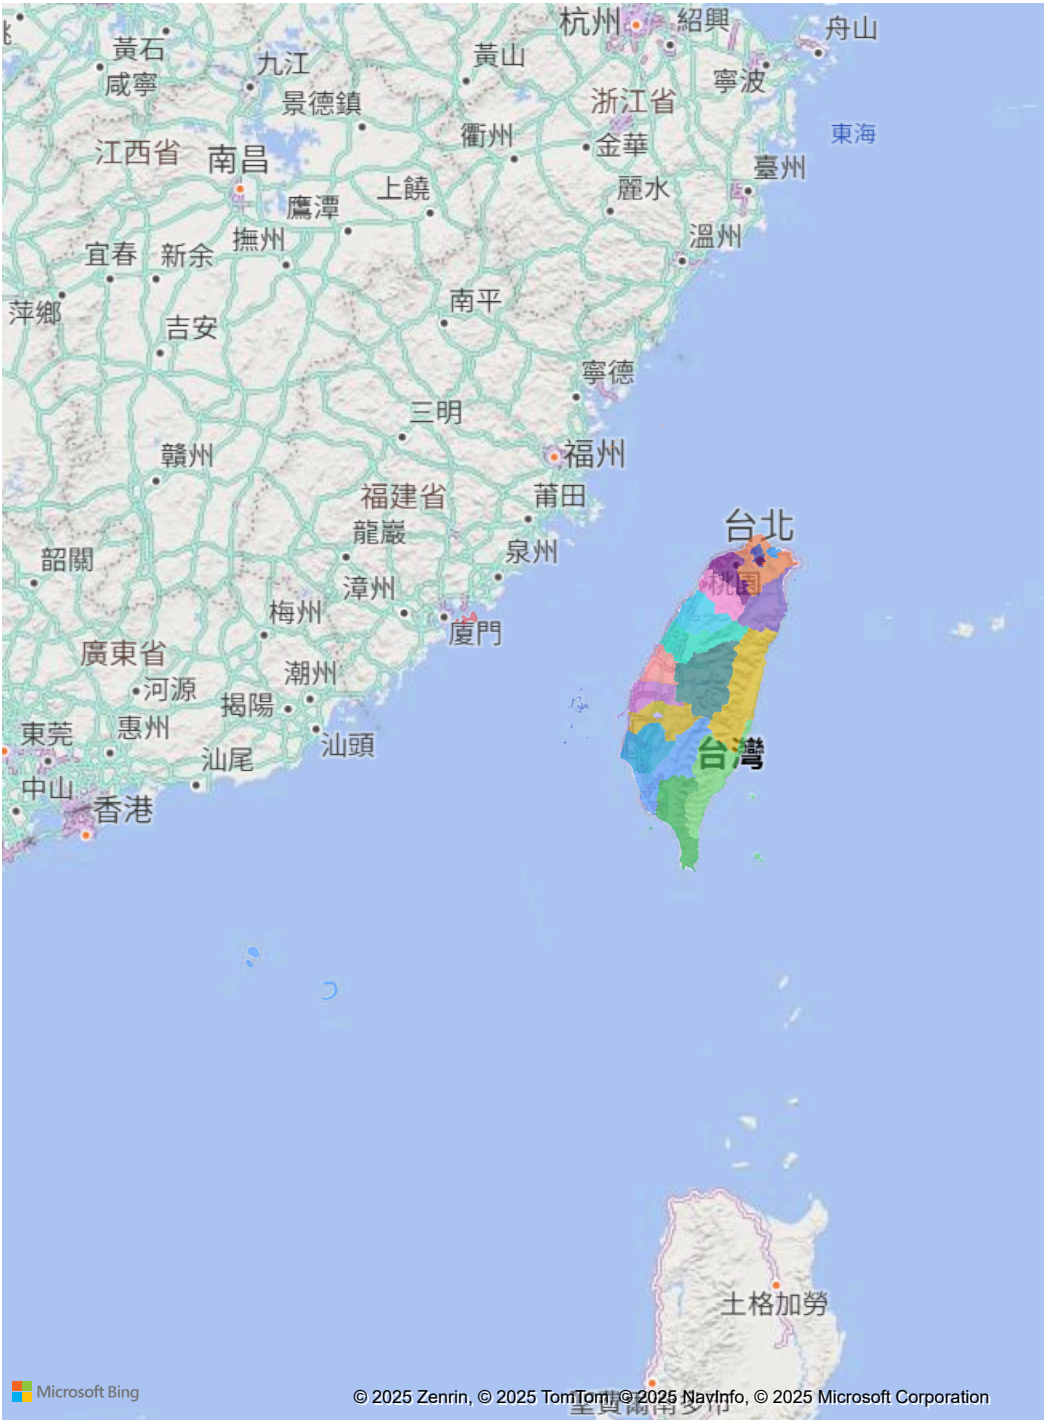 杭州
紹興
舟山
黃石
九江
黃山
咸寧
寧波
景德鎮
浙江省
衢州
金華
東海
江西省
南昌
臺州
上饒
麗水
鷹潭
撫州
溫州
宜春
新余
萍鄉
南平
吉安
寧德
三明
福州
贛州
福建省
莆田
台北
龍巖
泉州
韶關
桃園
漳州
梅州
廈門
廣東省
潮州
河源
揭陽
東莞
惠州
汕頭
台灣
汕尾
中山
香港
土格加勞
Microsoft Bing
© 2025 Zenrin, © 2025 TomTom, © 2025 NavInfo, © 2025 Microsoft Corporation